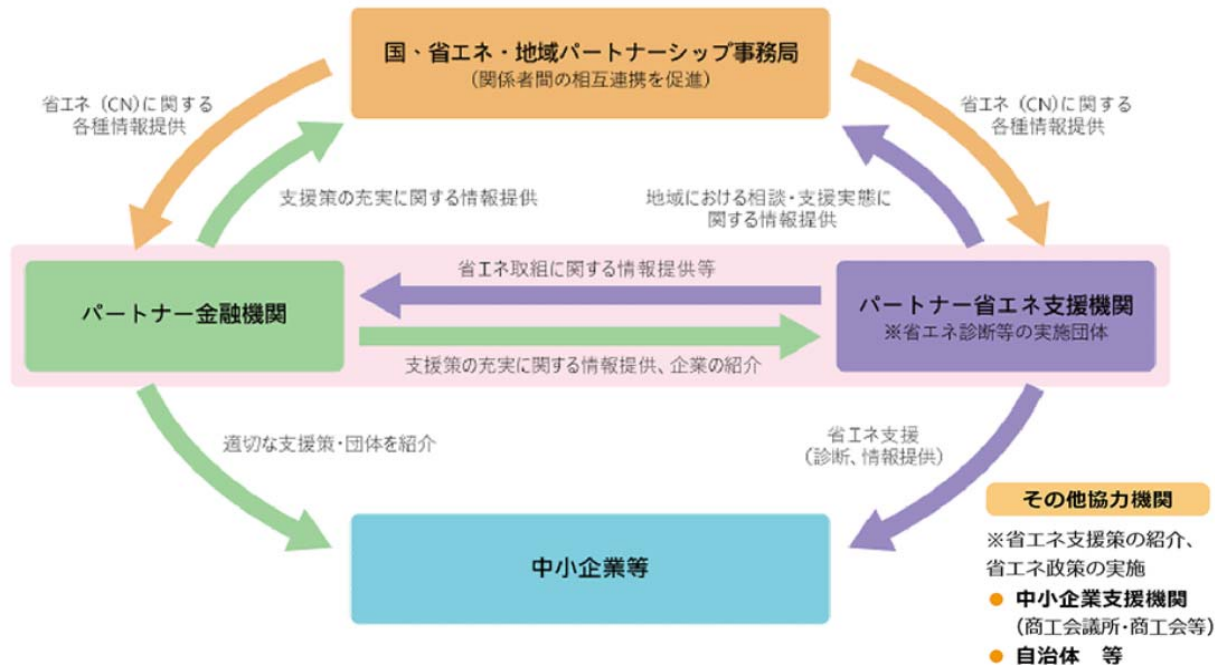 国、省エネ・地域パートナーシップ事務局
（関係者間の相互連携を促進）
省エネ（CN）に関する
各種情報提供
省エネ（CN）に関する
各種情報提供
支援策の充実に関する情報提供
地域における相談・支援実態に
関する情報提供
省エネ取組に関する情報提供等
パートナー金融機関
パートナー省エネ支援機関
※省エネ診断等の実施団体
支援策の充実に関する情報提供、企業の紹介
適切な支援策・団体を紹介
省エネ支援
（診断、情報提供）
中小企業等
その他協力機関
※省エネ支援策の紹介、
省エネ政策の実施
● 中小企業支援機関
（商工会議所・商工会等）
● 自治体　等